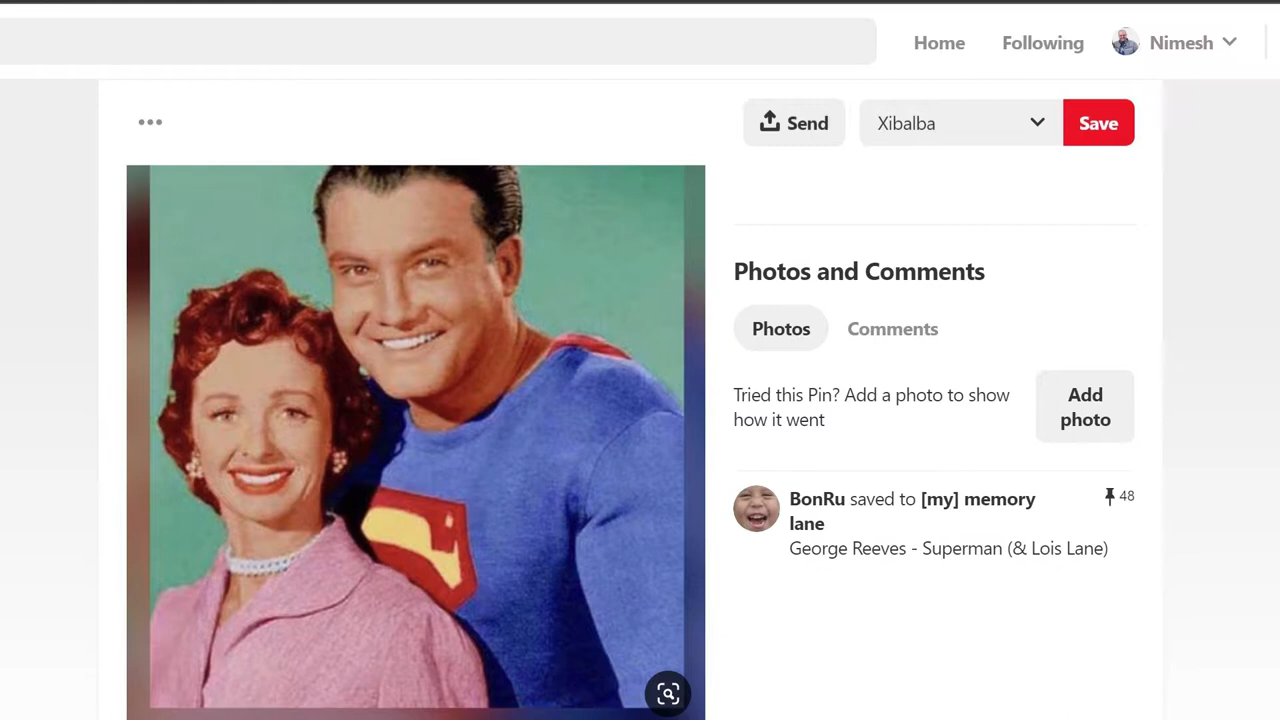 Home Following Nimesh
Send Xibalba Save
Photos and Comments
Photos Comments
Tried this Pin? Add a photo to show
how it went
Add
photo
BonRu saved to [my] memory
lane
48
George Reeves - Superman (& Lois Lane)